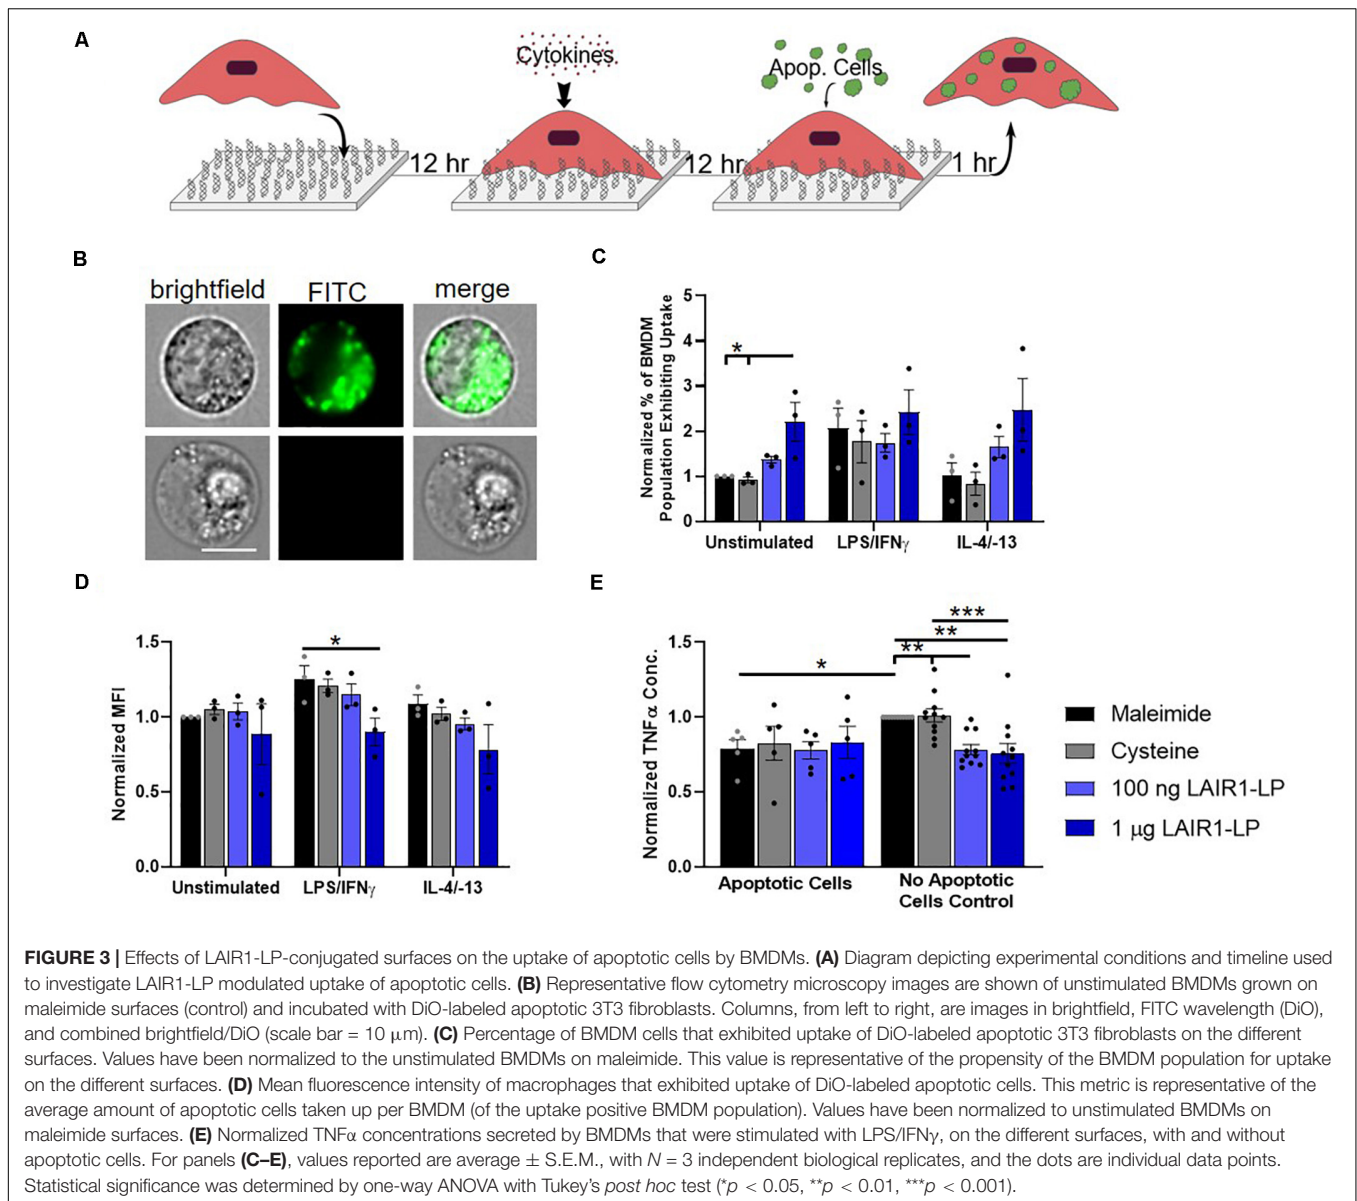 A
Cytokines
Apop. Cells
12 hr
12 hr
1 hr
B
brightfield FITC merge
C
Normalized % of BMDM
Population Exhibiting Uptake
5
4
3
2
1
0
*
Unstimulated LPS/IFNγ IL-4/-13
D
Normalized MFI
1.5
1.0
0.5
0.0
*
Unstimulated LPS/IFNγ IL-4/-13
E
Normalized TNFα Conc.
1.5
1.0
0.5
0.0
***
**
**
*
Apoptotic Cells
No Apoptotic
Cells Control
Maleimide
Cysteine
100 ng LAIR1-LP
1 μg LAIR1-LP
FIGURE 3 | Effects of LAIR1-LP-conjugated surfaces on the uptake of apoptotic cells by BMDMs. (A) Diagram depicting experimental conditions and timeline used
to investigate LAIR1-LP modulated uptake of apoptotic cells. (B) Representative flow cytometry microscopy images are shown of unstimulated BMDMs grown on
maleimide surfaces (control) and incubated with DiO-labeled apoptotic 3T3 fibroblasts. Columns, from left to right, are images in brightfield, FITC wavelength (DiO),
and combined brightfield/DiO (scale bar = 10 μm). (C) Percentage of BMDM cells that exhibited uptake of DiO-labeled apoptotic 3T3 fibroblasts on the different
surfaces. Values have been normalized to the unstimulated BMDMs on maleimide. This value is representative of the propensity of the BMDM population for uptake
on the different surfaces. (D) Mean fluorescence intensity of macrophages that exhibited uptake of DiO-labeled apoptotic cells. This metric is representative of the
average amount of apoptotic cells taken up per BMDM (of the uptake positive BMDM population). Values have been normalized to unstimulated BMDMs on
maleimide surfaces. (E) Normalized TNFα concentrations secreted by BMDMs that were stimulated with LPS/IFNγ, on the different surfaces, with and without
apoptotic cells. For panels (C–E), values reported are average ± S.E.M., with N = 3 independent biological replicates, and the dots are individual data points.
Statistical significance was determined by one-way ANOVA with Tukey's post hoc test (*p < 0.05, **p < 0.01, ***p < 0.001).